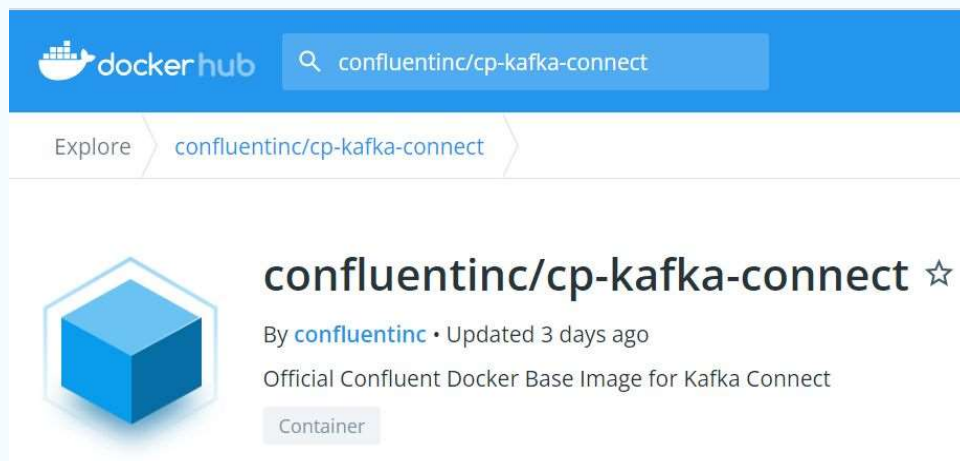 dockerhub
confluentinc/cp-kafka-connect
Explore
confluentinc/cp-kafka-connect
confluentinc/cp-kafka-connect
By confluentinc • Updated 3 days ago
Official Confluent Docker Base Image for Kafka Connect
Container